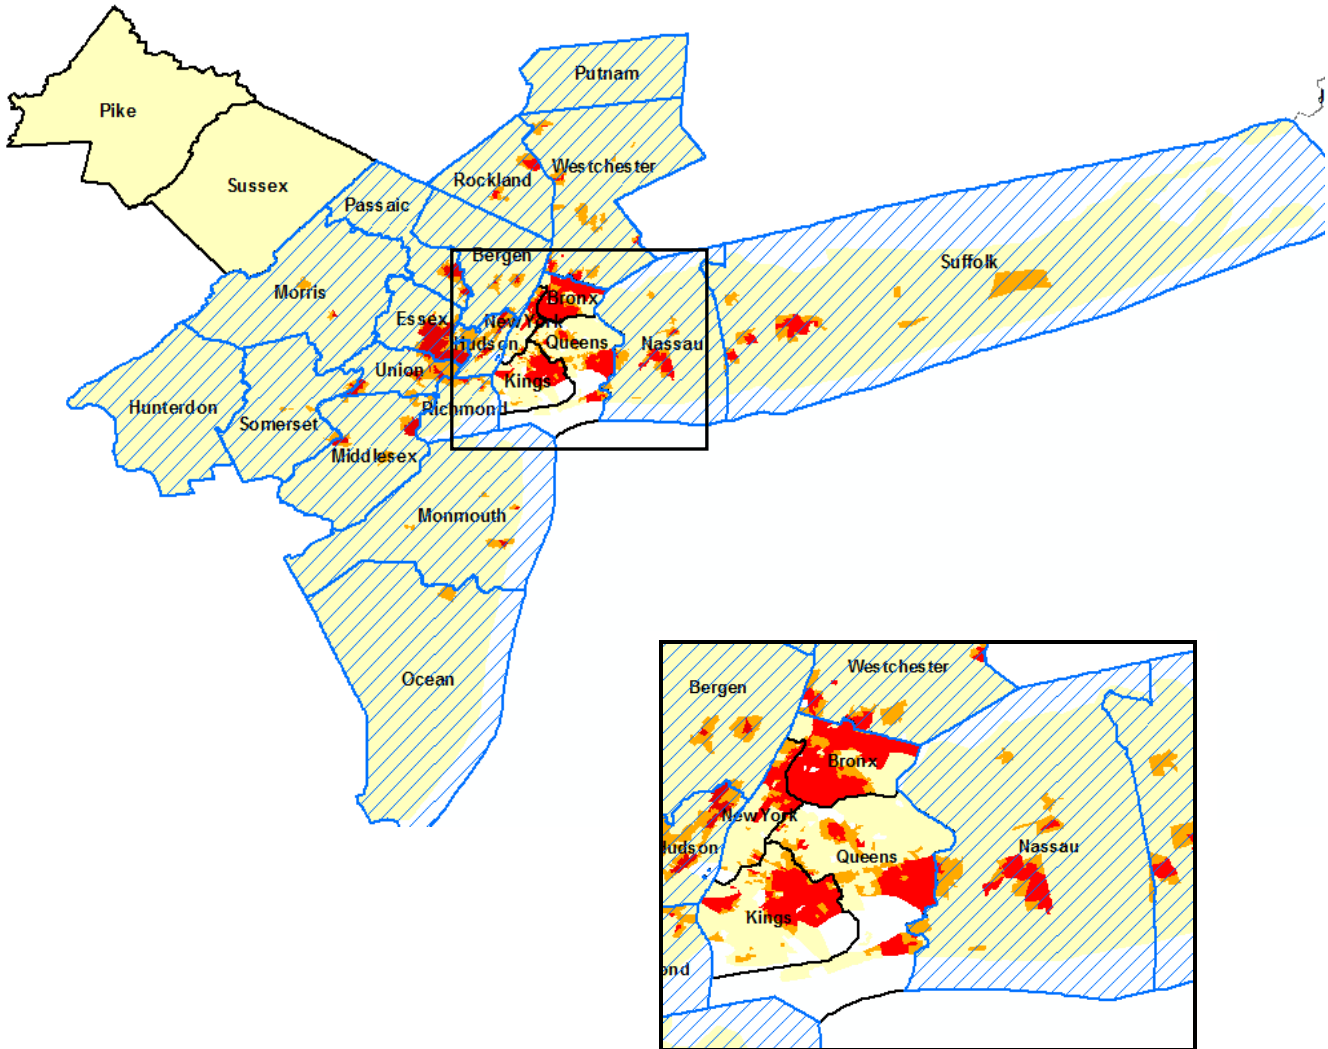 Putnam
Pike
Westchester
Rockland
Sussex
Passaic
Bergen
Suffolk
Morris
Bronx
Essex
New York
Hudson
Queens
Nassau
Union
Kings
Hunterdon
Richmond
Somerset
Middlesex
Monmouth
Ocean
Westchester
Bergen
Bronx
New York
Hudson
Queens
Nassau
Kings
ond